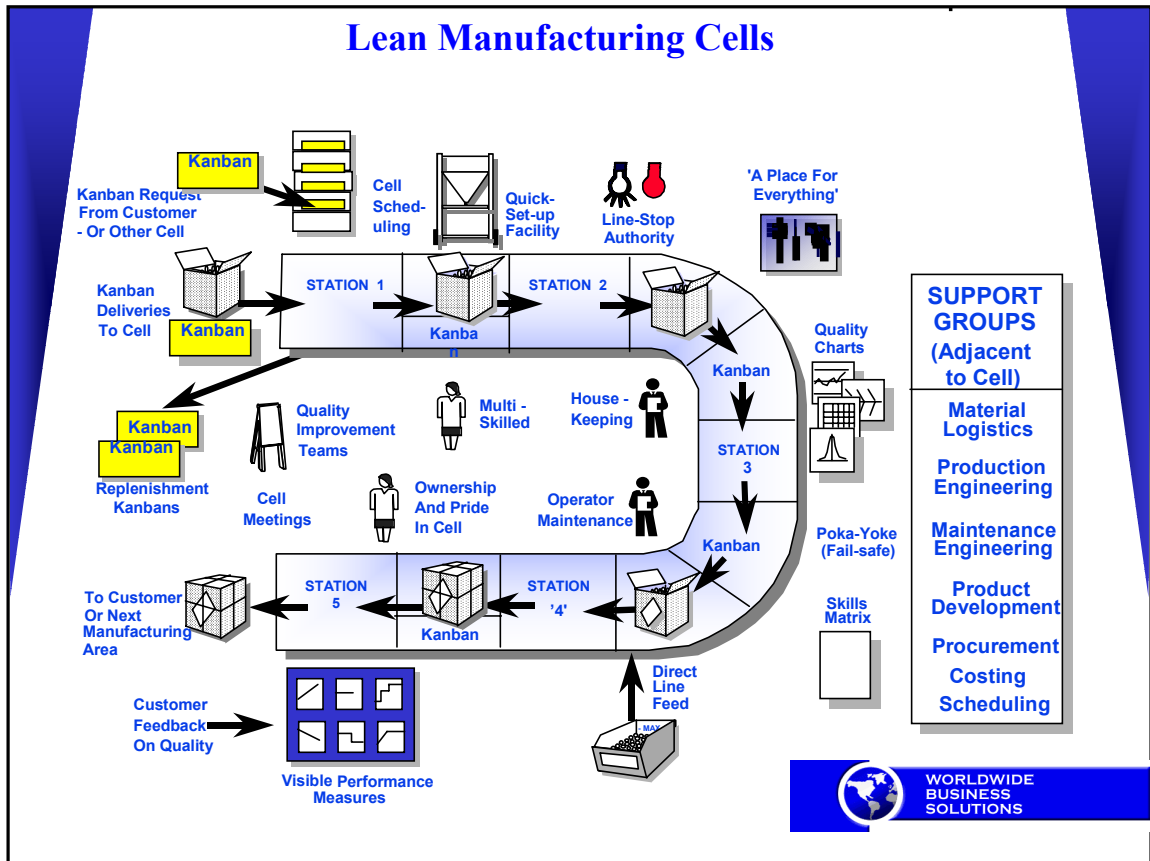 Lean Manufacturing Cells
Kanban
Kanban Request
From Customer
- Or Other Cell
Cell
Sched-
uling
Quick-
Set-up
Facility
Line-Stop
Authority
'A Place For
Everything'
Kanban
Deliveries
To Cell
Kanban
STATION 1
Kanba
n
STATION 2
Kanban
STATION
3
Kanban
STATION
'4'
Kanban
STATION
5
Quality
Charts
Kanban
Kanban
Replenishment
Kanbans
Quality
Improvement
Teams
Multi -
Skilled
House -
Keeping
Cell
Meetings
Ownership
And Pride
In Cell
Operator
Maintenance
Poka-Yoke
(Fail-safe)
Skills
Matrix
To Customer
Or Next
Manufacturing
Area
Customer
Feedback
On Quality
Visible Performance
Measures
Direct
Line
Feed
- MAX
SUPPORT
GROUPS
(Adjacent
to Cell)
Material
Logistics
Production
Engineering
Maintenance
Engineering
Product
Development
Procurement
Costing
Scheduling
WORLDWIDE
BUSINESS
SOLUTIONS